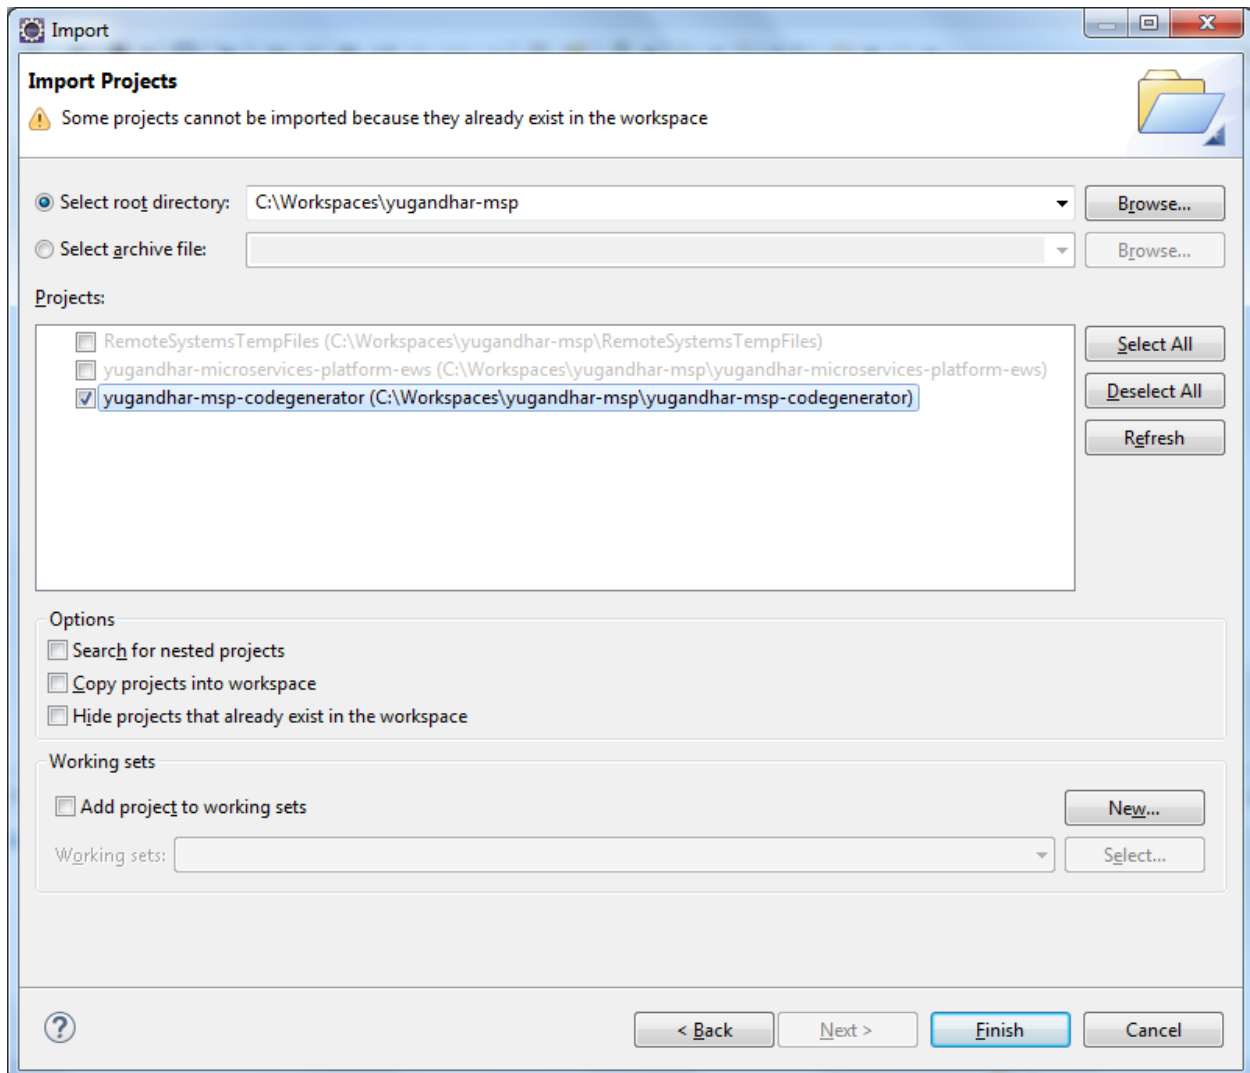 Import
Import Projects
Some projects cannot be imported because they already exist in the workspace
Select root directory: C:\Workspaces\yugandhar-msp Browse...
Select archive file: Browse...
Projects:
RemoteSystemsTempFiles (C:\Workspaces\yugandhar-msp\RemoteSystemsTempFiles) Select All
yugandhar-microservices-platform-ews (C:\Workspaces\yugandhar-msp\yugandhar-microservices-platform-ews)
yugandhar-msp-codegenerator (C:\Workspaces\yugandhar-msp\yugandhar-msp-codegenerator) Deselect All
Refresh
Options
Search for nested projects
Copy projects into workspace
Hide projects that already exist in the workspace
Working sets
Add project to working sets New...
Working sets: Select...
? < Back Next > Finish Cancel